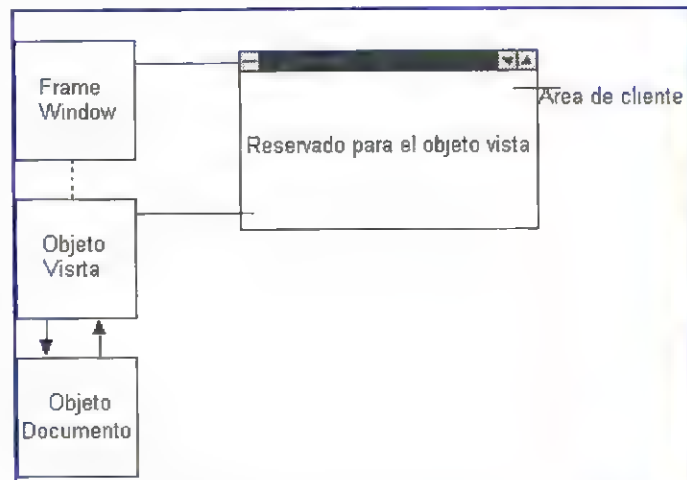 Frame
Window
Area de cliente
Reservado para el objeto vista
Objeto
Visrta
Objeto
Documento